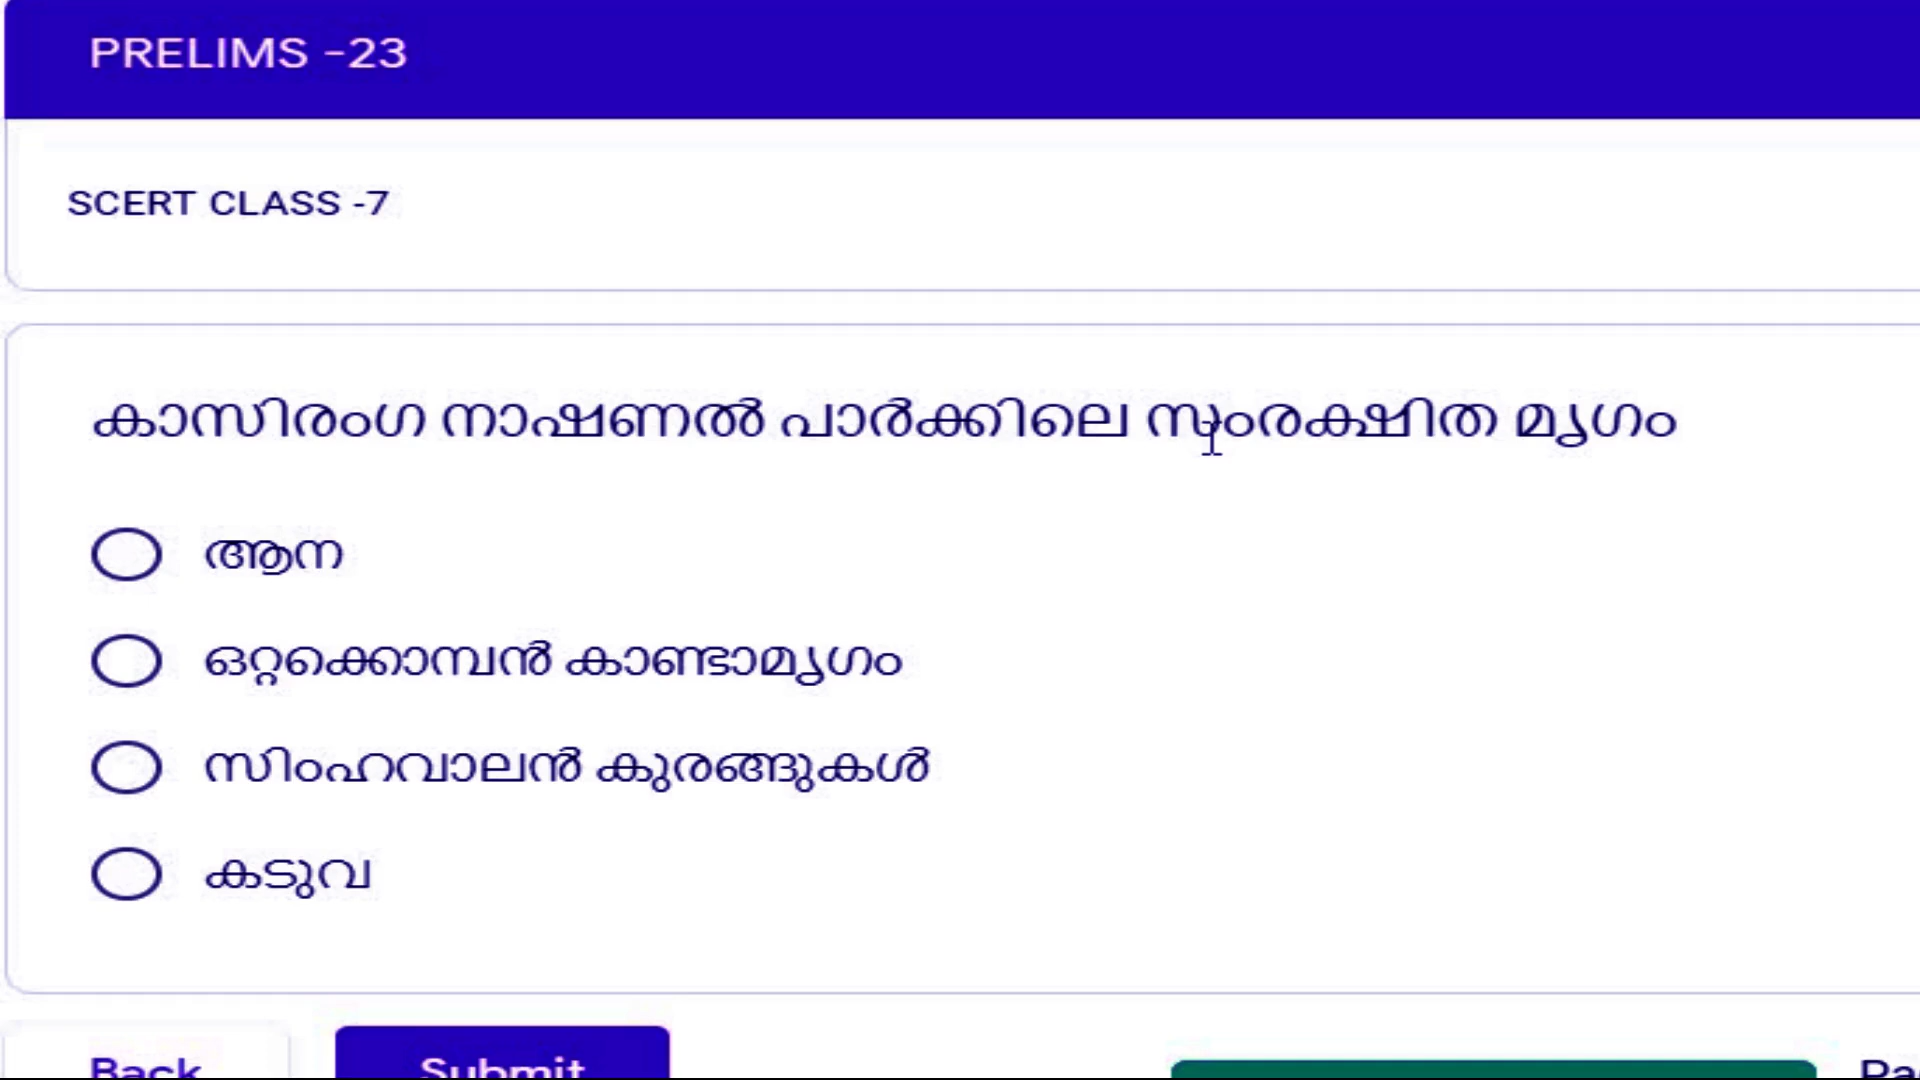 PRELIMS -23
SCERT CLASS -7
കാസിരംഗ നാഷണൽ പാർക്കിലെ സംരക്ഷിത മൃഗം
ആന
ഒറ്റക്കൊമ്പൻ കാണ്ടാമൃഗം
സിംഹവാലൻ കുരങ്ങുകൾ
കടുവ
Back Submit